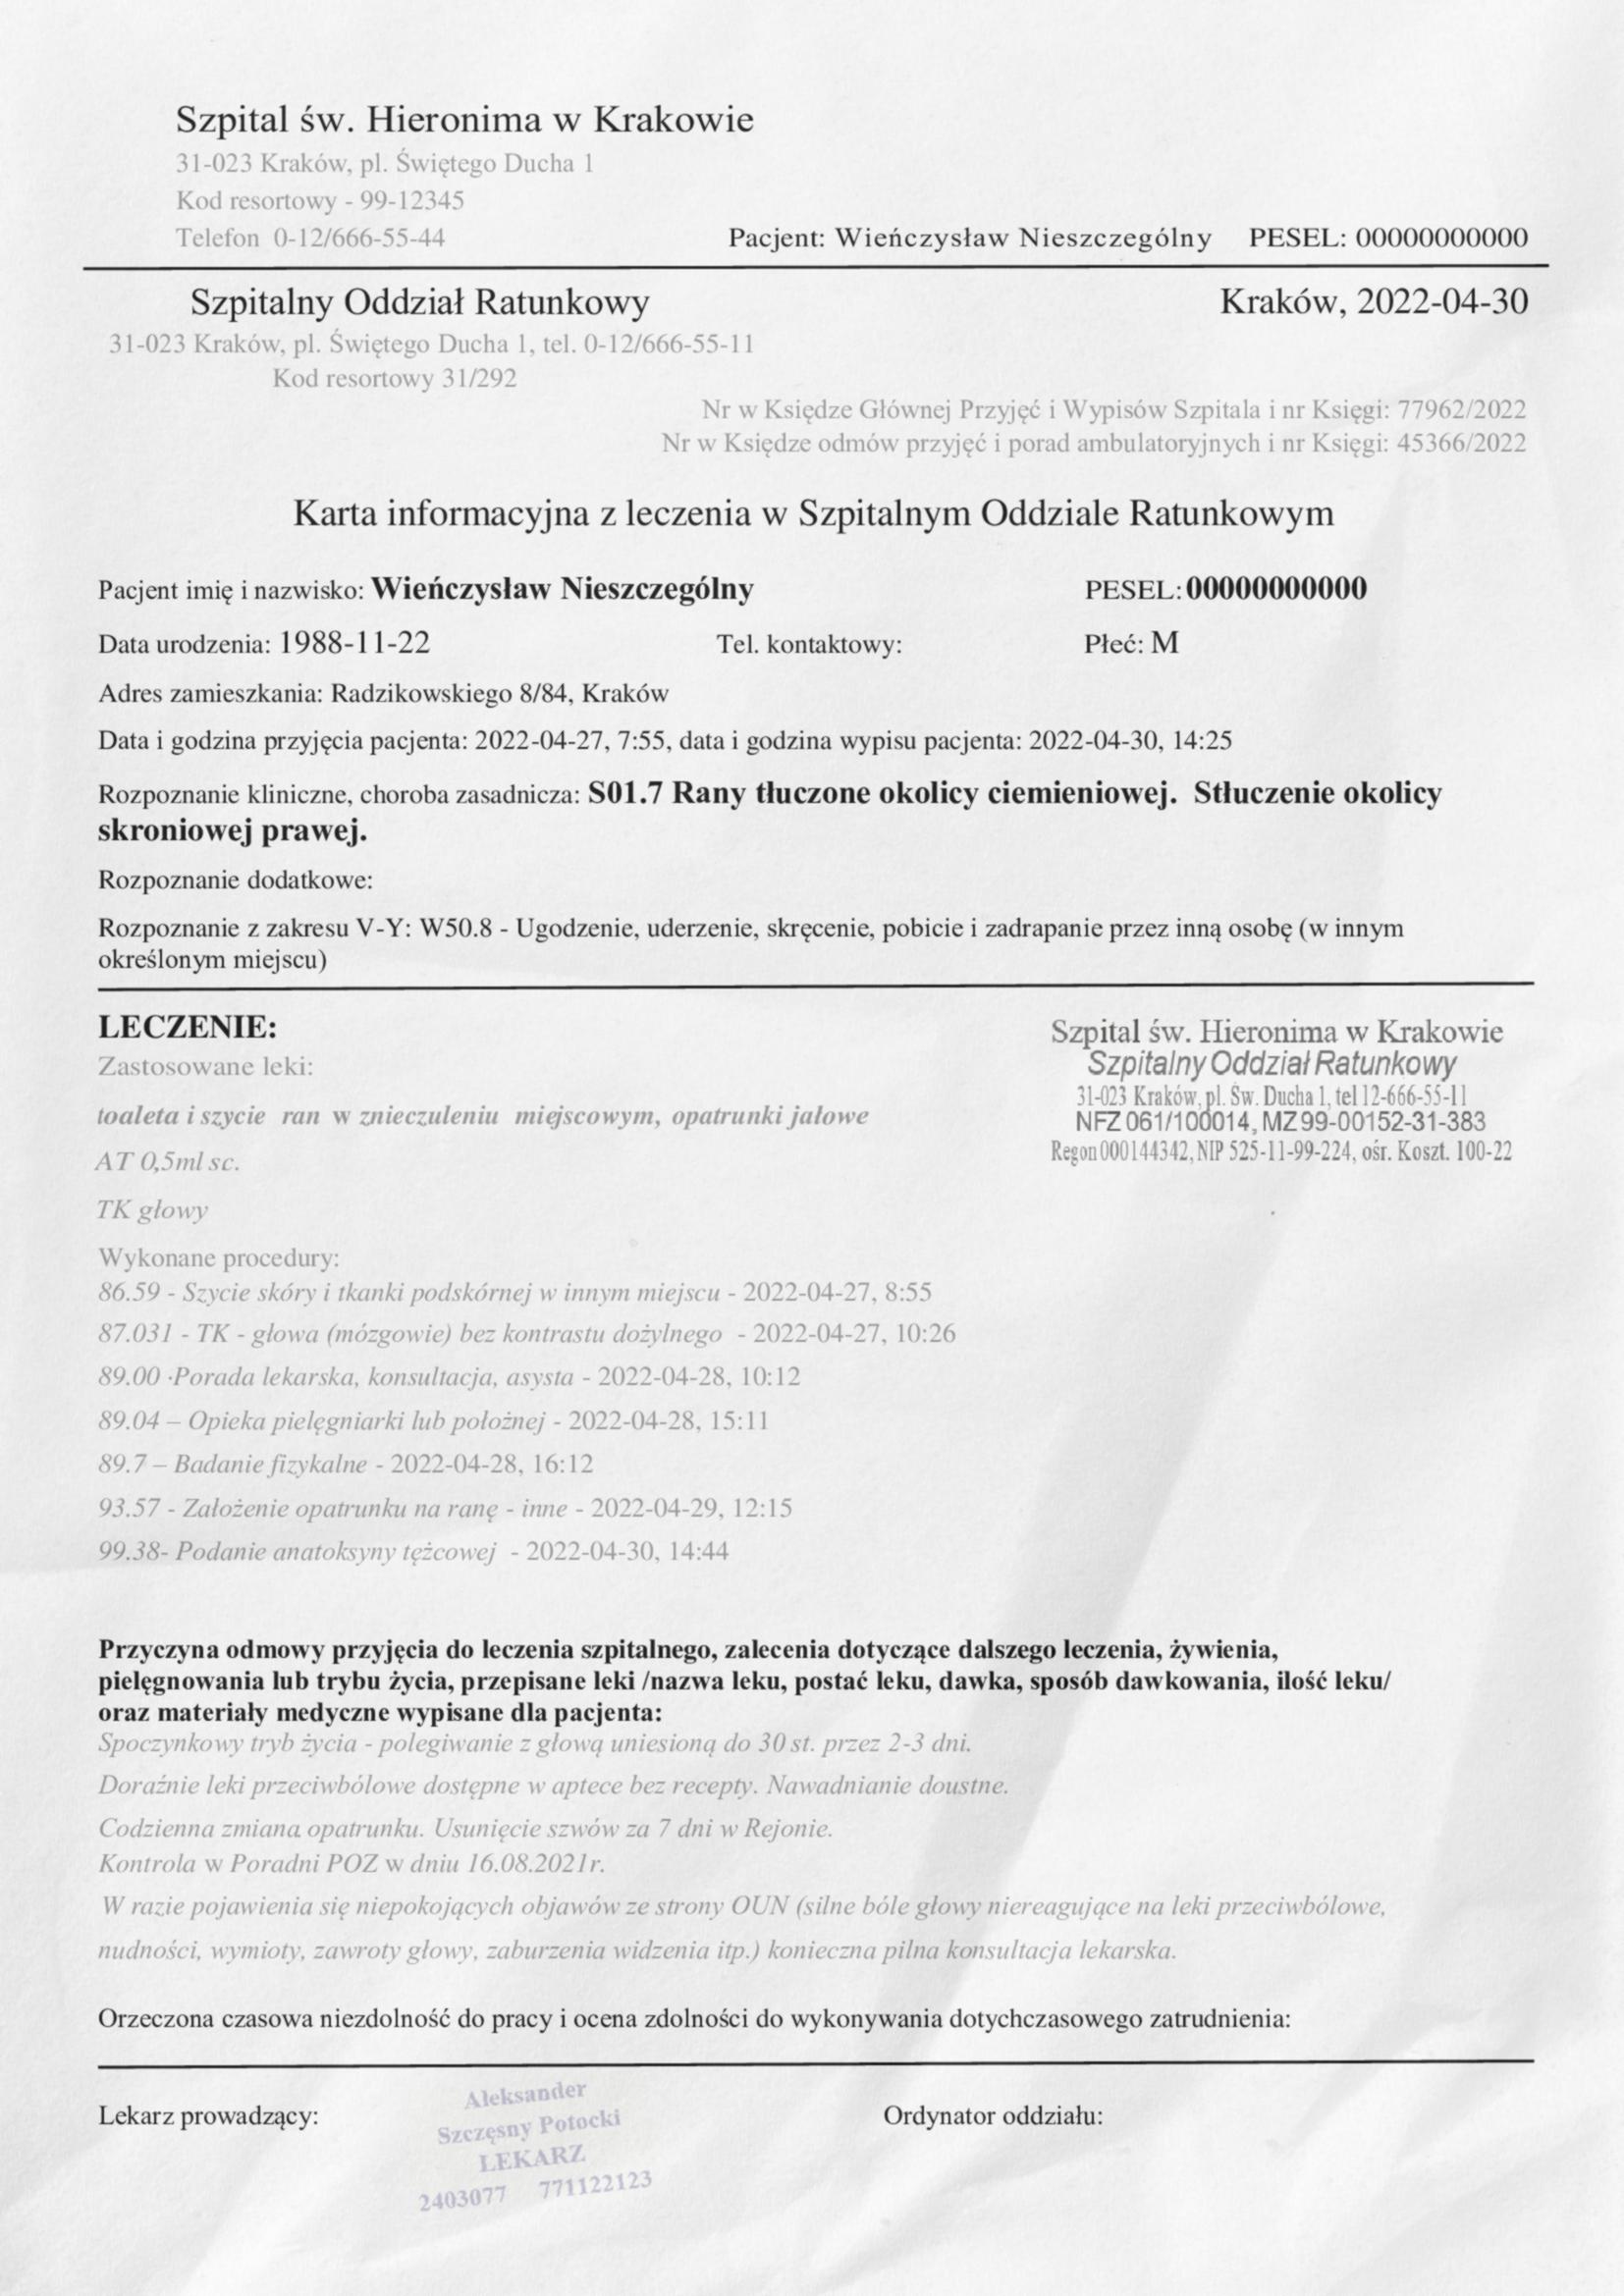 Szpital św. Hieronima w Krakowie
31-023 Kraków, pl. Świętego Ducha 1
Kod resortowy - 99-12345
Telefon 0-12/666-55-44
Pacjent: Wieńczysław Nieszczególny PESEL: 00000000000
Szpitalny Oddział Ratunkowy
Kraków, 2022-04-30
31-023 Kraków, pl. Świętego Ducha 1, tel. 0-12/666-55-11
Kod resortowy 31/292
Nr w Księdze Głównej Przyjęć i Wypisów Szpitala i nr Księgi: 77962/2022
Nr w Księdze odmów przyjęć i porad ambulatoryjnych i nr Księgi: 45366/2022
Karta informacyjna z leczenia w Szpitalnym Oddziale Ratunkowym
Pacjent imię i nazwisko: Wieńczysław Nieszczególny PESEL: 00000000000
Data urodzenia: 1988-11-22 Tel. kontaktowy: Płeć: M
Adres zamieszkania: Radzikowskiego 8/84, Kraków
Data i godzina przyjęcia pacjenta: 2022-04-27, 7:55, data i godzina wypisu pacjenta: 2022-04-30, 14:25
Rozpoznanie kliniczne, choroba zasadnicza: S01.7 Rany tłuczone okolicy ciemieniowej. Stłuczenie okolicy
skroniowej prawej.
Rozpoznanie dodatkowe:
Rozpoznanie z zakresu V-Y: W50.8 - Ugodzenie, uderzenie, skręcenie, pobicie i zadrapanie przez inną osobę (w innym
określonym miejscu)
LECZENIE:
Zastosowane leki:
toaleta i szycie ran w znieczuleniu miejscowym, opatrunki jałowe
AT 0,5ml sc.
TK głowy
Szpital św. Hieronima w Krakowie
Szpitalny Oddział Ratunkowy
31-023 Kraków, pl. Św. Ducha 1, tel 12-666-55-11
NFZ 061/100014, MZ 99-00152-31-383
Regon 000144342, NIP 525-11-99-224, ośr. Koszt. 100-22
Wykonane procedury:
86.59 - Szycie skóry i tkanki podskórnej w innym miejscu - 2022-04-27, 8:55
87.031 - TK - głowa (mózgowie) bez kontrastu dożylnego - 2022-04-27, 10:26
89.00 ·Porada lekarska, konsultacja, asysta - 2022-04-28, 10:12
89.04 – Opieka pielęgniarki lub położnej - 2022-04-28, 15:11
89.7 – Badanie fizykalne - 2022-04-28, 16:12
93.57 - Założenie opatrunku na ranę - inne - 2022-04-29, 12:15
99.38- Podanie anatoksyny tężcowej - 2022-04-30, 14:44
Przyczyna odmowy przyjęcia do leczenia szpitalnego, zalecenia dotyczące dalszego leczenia, żywienia,
pielęgnowania lub trybu życia, przepisane leki /nazwa leku, postać leku, dawka, sposób dawkowania, ilość leku/
oraz materiały medyczne wypisane dla pacjenta:
Spoczynkowy tryb życia - polegiwanie z głową uniesioną do 30 st. przez 2-3 dni.
Doraźnie leki przeciwbólowe dostępne w aptece bez recepty. Nawadnianie doustne.
Codzienna zmiana opatrunku. Usunięcie szwów za 7 dni w Rejonie.
Kontrola w Poradni POZ w dniu 16.08.2021r.
W razie pojawienia się niepokojących objawów ze strony OUN (silne bóle głowy niereagujące na leki przeciwbólowe,
nudności, wymioty, zawroty głowy, zaburzenia widzenia itp.) konieczna pilna konsultacja lekarska.
Orzeczona czasowa niezdolność do pracy i ocena zdolności do wykonywania dotychczasowego zatrudnienia:
Lekarz prowadzący:
Aleksander
Szczęsny Potocki
LEKARZ
2403077 771122123
Ordynator oddziału: